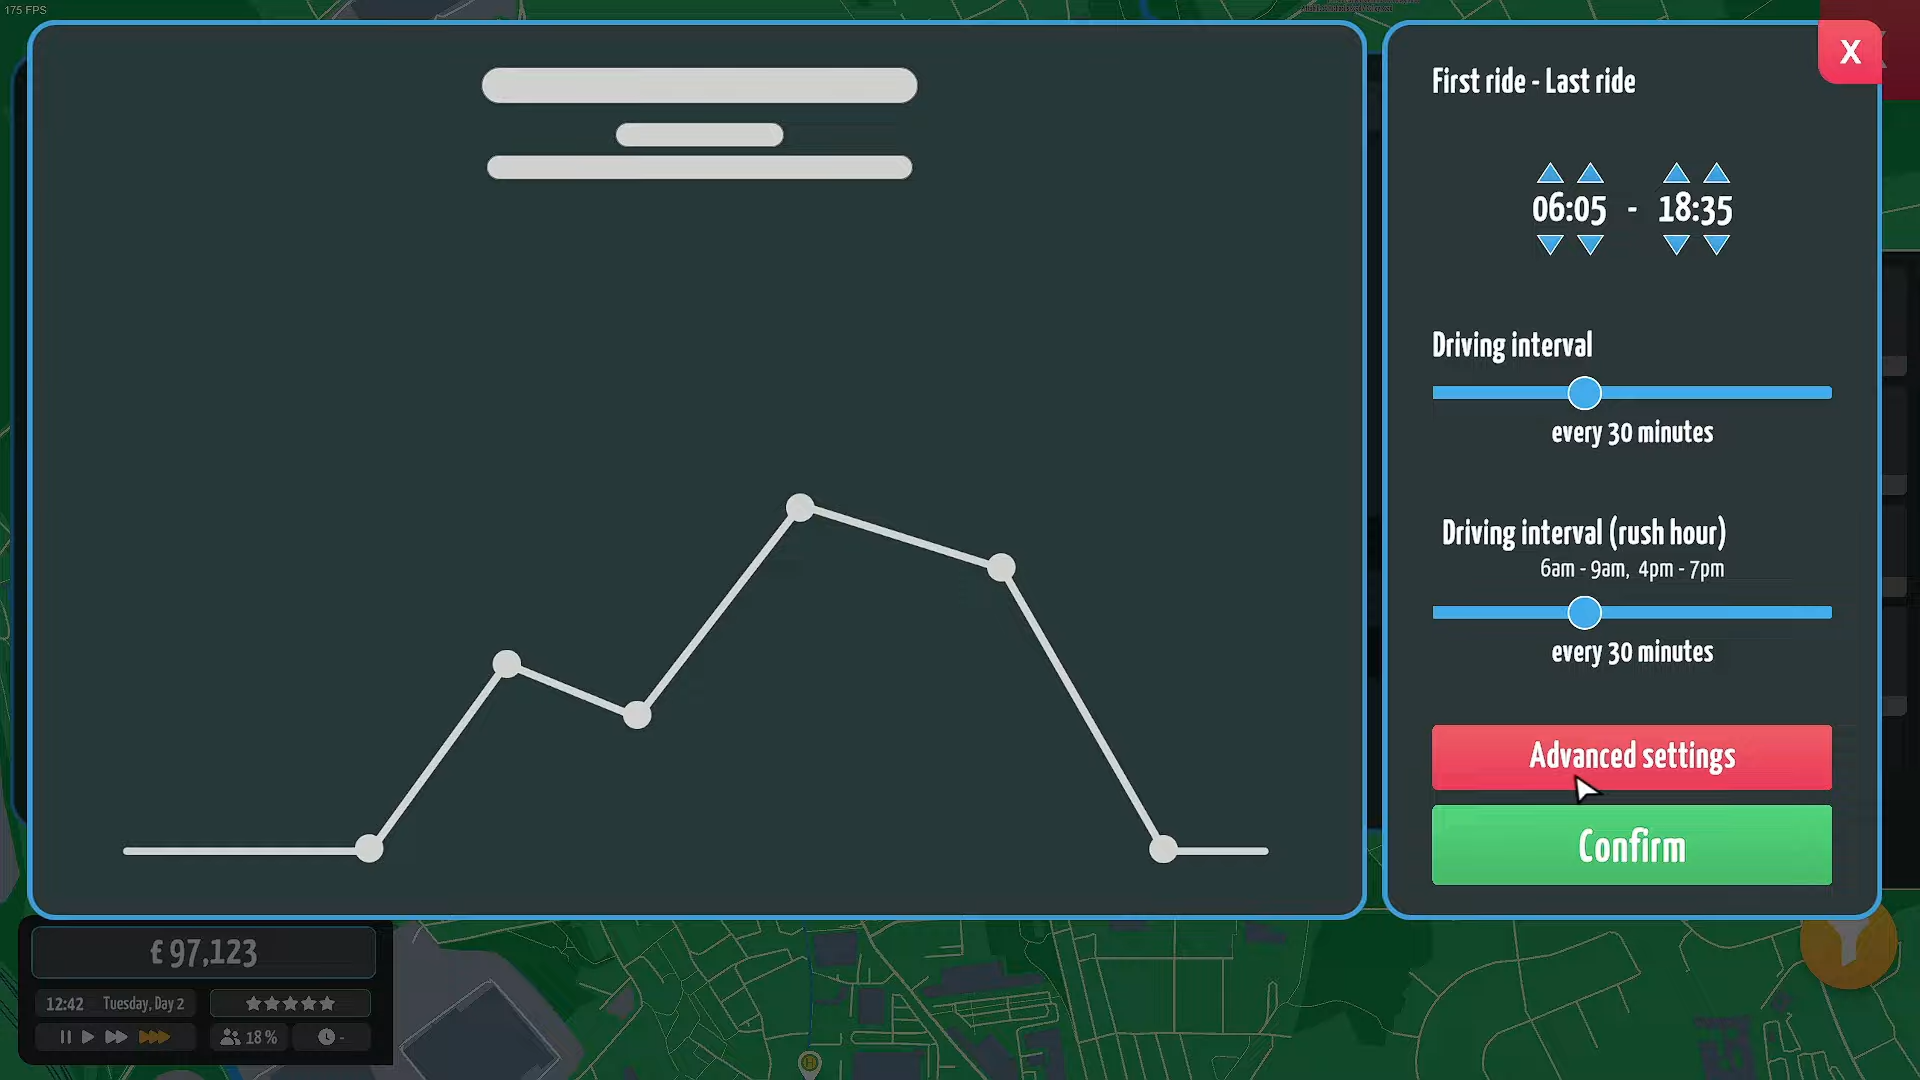 175 FPS
X
First ride - Last ride
06:05 - 18:35
Driving interval
every 30 minutes
Driving interval (rush hour)
6am - 9am, 4pm - 7pm
every 30 minutes
Advanced settings
Confirm
£ 97,123
12:42 Tuesday, Day 2
18 % -
H